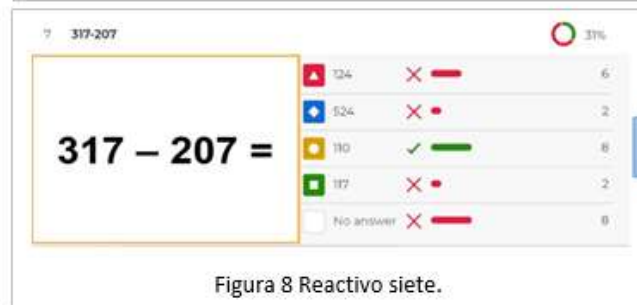 7 317-207 31%
317 – 207 =
124 6
524 2
110 8
117 2
No answer 8
Figura 8 Reactivo siete.